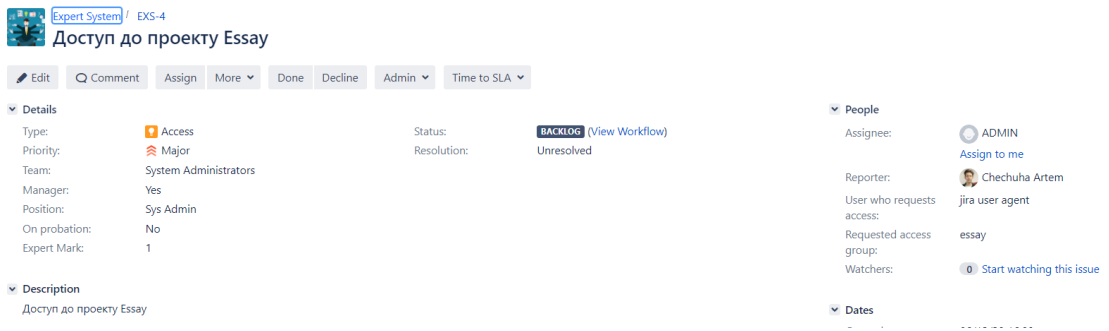 Expert System / EXS-4
Доступ до проекту Essay
Edit Comment Assign More Done Decline Admin Time to SLA
Details
Type: Access
Priority: Major
Team: System Administrators
Manager: Yes
Position: Sys Admin
On probation: No
Expert Mark: 1
Status: BACKLOG (View Workflow)
Resolution: Unresolved
Description
Доступ до проекту Essay
People
Assignee: ADMIN
Assign to me
Reporter: Chechuha Artem
User who requests access: jira user agent
Requested access group: essay
Watchers: 0 Start watching this issue
Dates